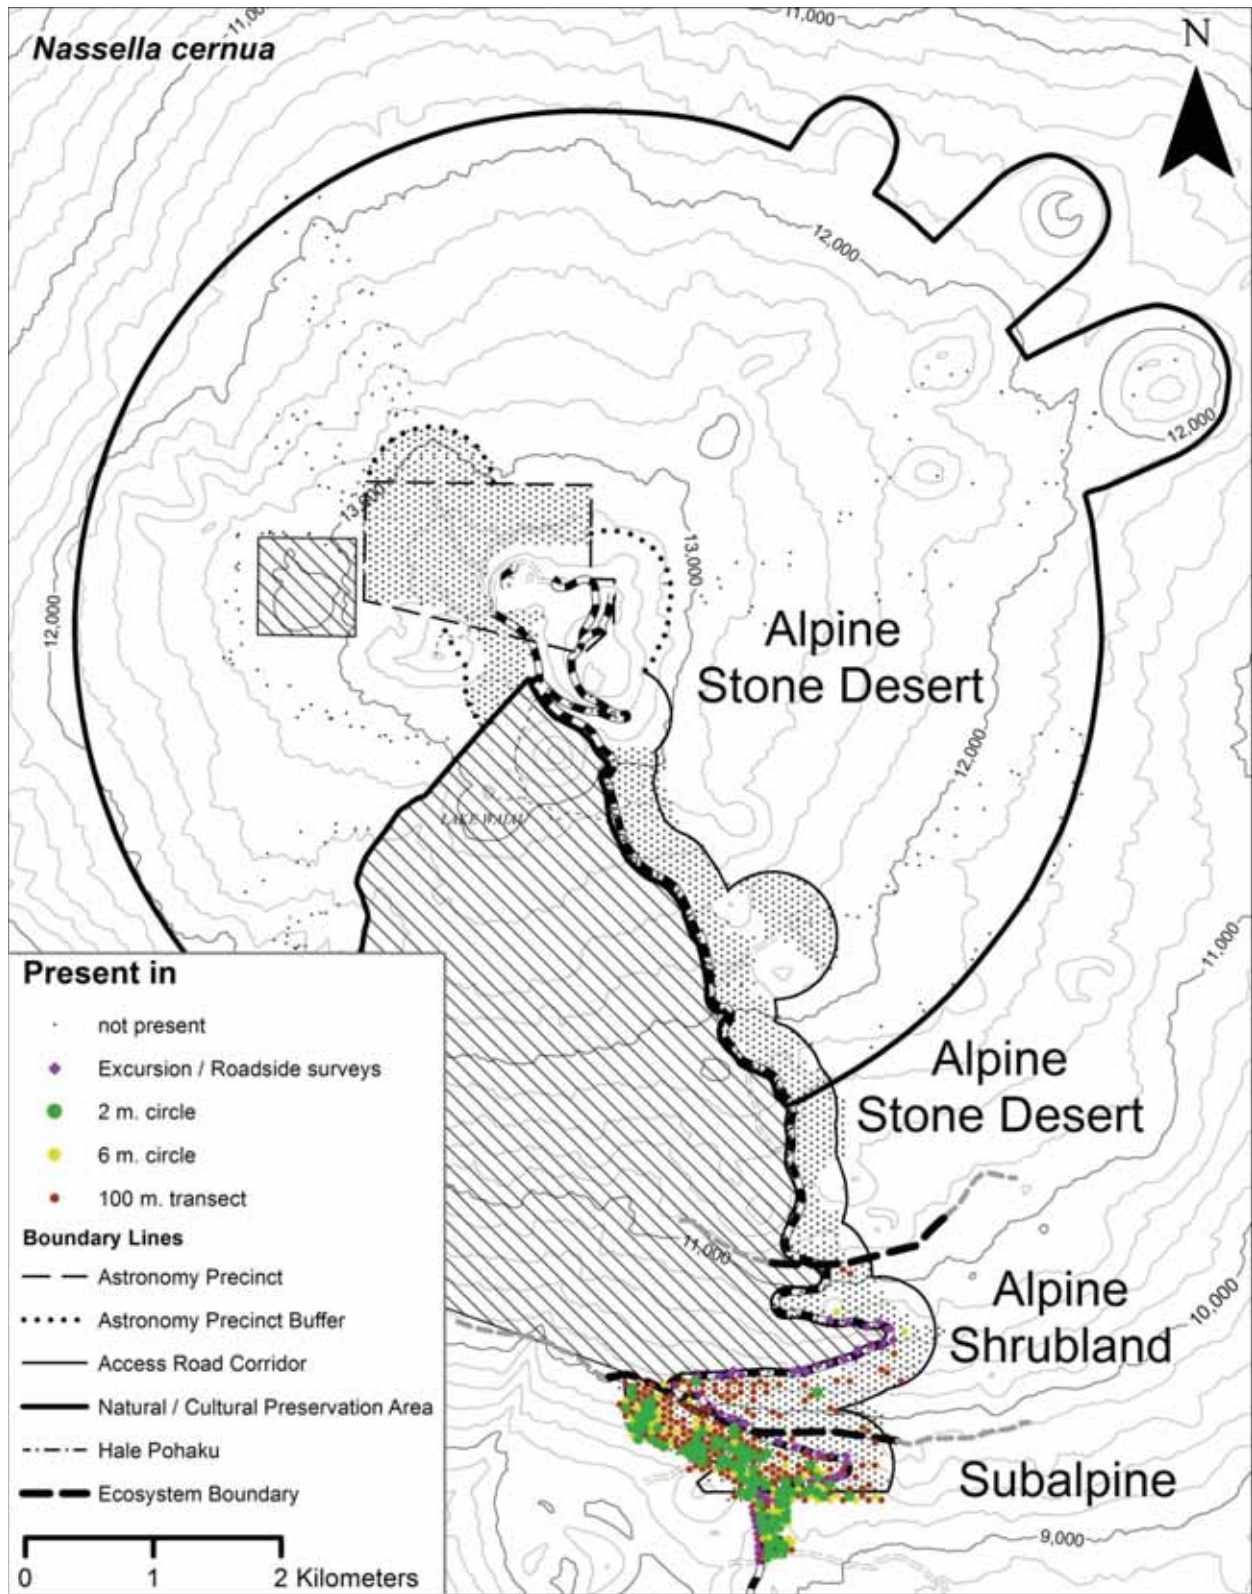 11,000
11,000
Nassella cernua
N
12,000
12,000
13,000
13,000
12,000
Alpine
Stone Desert
12,000
LAKE WAIAU
11,000
Present in
not present
Excursion / Roadside surveys
2 m. circle
6 m. circle
100 m. transect
Boundary Lines
Astronomy Precinct
Astronomy Precinct Buffer
Access Road Corridor
Natural / Cultural Preservation Area
Hale Pohaku
Ecosystem Boundary
0 1 2 Kilometers
Alpine
Stone Desert
11,000
Alpine
Shrubland
10,000
Subalpine
9,000